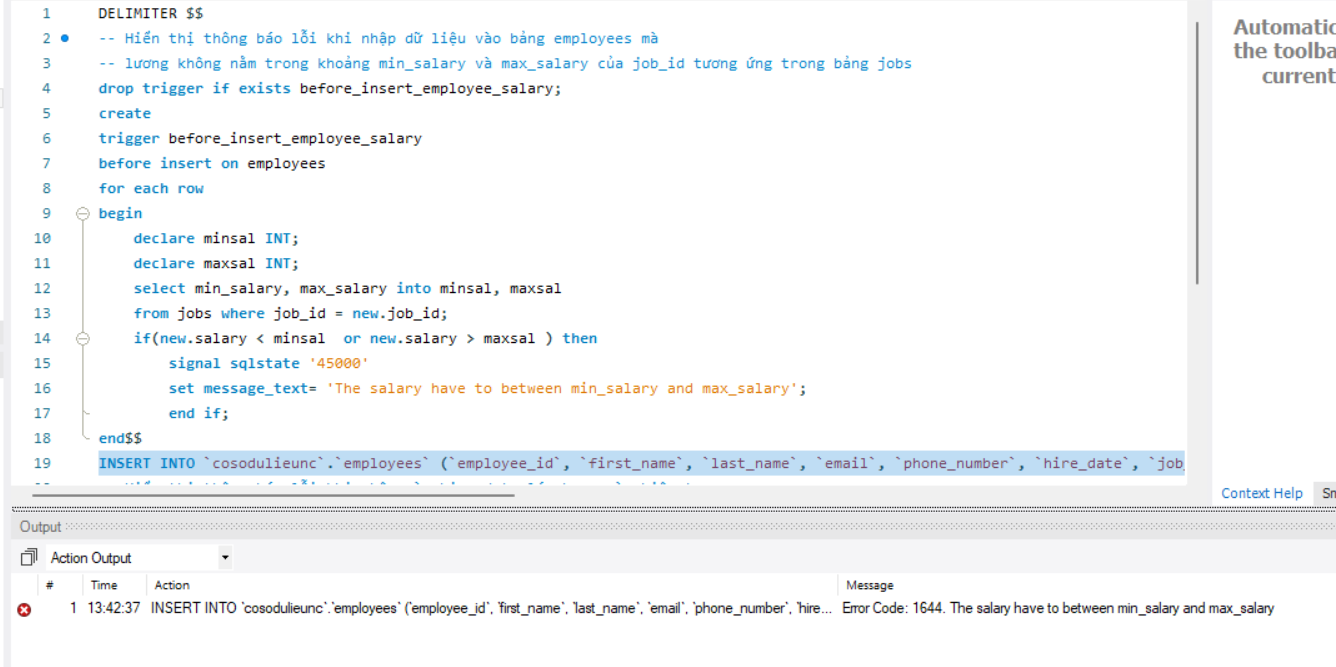 1 DELIMITER $$
2 -- Hiển thị thông báo lỗi khi nhập dữ liệu vào bảng employees mà
3 -- lương không nằm trong khoảng min_salary và max_salary của job_id tương ứng trong bảng jobs
4 drop trigger if exists before_insert_employee_salary;
5 create
6 trigger before_insert_employee_salary
7 before insert on employees
8 for each row
9 begin
10 declare minsal INT;
11 declare maxsal INT;
12 select min_salary, max_salary into minsal, maxsal
13 from jobs where job_id = new.job_id;
14 if(new.salary < minsal  or new.salary > maxsal ) then
15 signal sqlstate '45000'
16 set message_text= 'The salary have to between min_salary and max_salary';
17 end if;
18 end$$
19 INSERT INTO `cosodulieunc`.`employees` (`employee_id`, `first_name`, `last_name`, `email`, `phone_number`, `hire_date`, `job_
Automatic
the toolba
current
Context Help Sn
Output
Action Output
# Time Action Message
1 13:42:37 INSERT INTO `cosodulieunc`.`employees` (`employee_id`, `first_name`, `last_name`, `email`, `phone_number`, `hire... Error Code: 1644. The salary have to between min_salary and max_salary